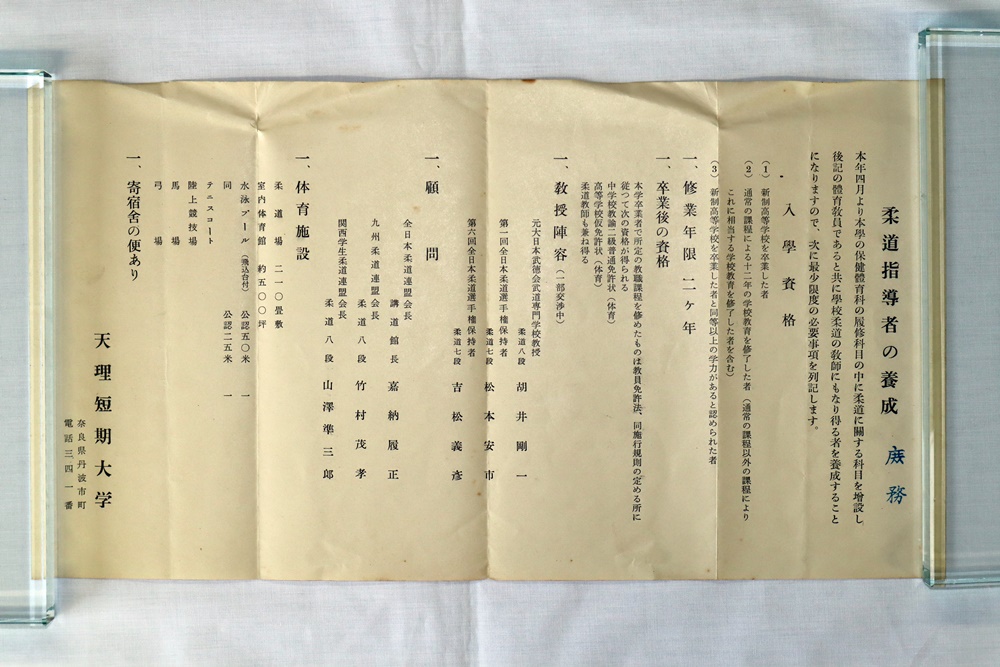 柔道指導者の養成 庶務
本年四月より本學の保健體育科の履修科目の中に柔道に關する科目を増設し
後記の體育敎員であると共に學校柔道の敎師にもなり得る者を養成すること
になりますので、次に最少限度の必要事項を列記します。
入學資格
(1) 新制高等学校を卒業した者
(2) 通常の課程による十二年の学校教育を修了した者(通常の課程以外の課程により
これに相当する学校教育を修了した者を含む)
(3) 新制高等学校を卒業した者と同等以上の学力があると認められた者
一、修業年限 二ヶ年
一、卒業後の資格
本学卒業者で所定の教職課程を修めたものは教員免許法、同施行規則の定める所に
従つて次の資格が得られる
中学校教諭二級普通免許状(体育)
高等学校仮免許状(体育)
柔道教師も兼ね得る
一、教授陣容(一部交渉中)
元大日本武徳会武道専門学校教授
柔道八段 胡井剛一
第一回全日本柔道選手権保持者
柔道七段 松本安市
第六回全日本柔道選手権保持者
柔道七段 吉松義彦
一、顧問
全日本柔道連盟会長
講道館長 嘉納履正
九州柔道連盟会長
柔道八段 竹村茂孝
関西学生柔道連盟会長
柔道八段 山澤準三郎
一、体育施設
柔道場 二一〇畳敷
室内体育館 約五〇〇坪
水泳プール(飛込台付) 公認五〇米 一
同 公認二五米 一
テニスコート
陸上競技場
馬場
弓場
一、寄宿舎の便あり
天理短期大学
奈良県丹波市町
電話三四一番